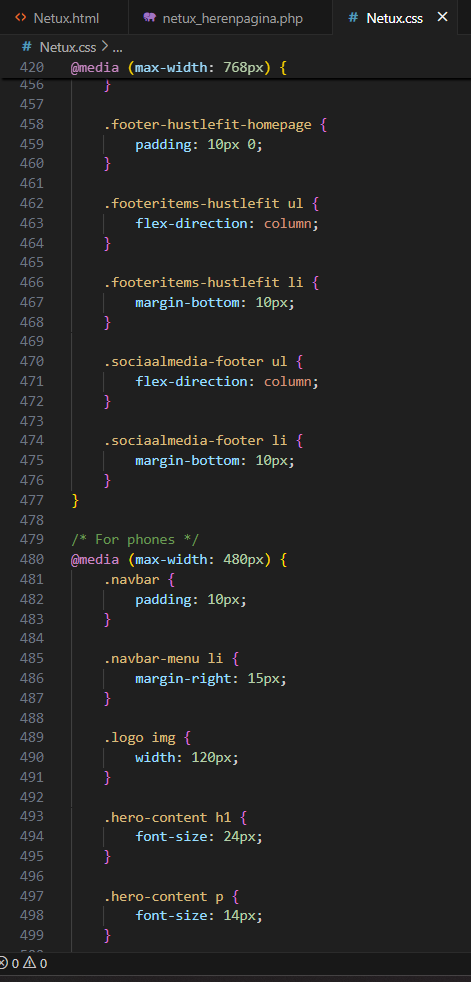 Netux.html
netux_herenpagina.php
# Netux.css ×
# Netux.css > ...
420 @media (max-width: 768px) {
456 }
457
458 .footer-hustlefit-homepage {
459 padding: 10px 0;
460 }
461
462 .footeritems-hustlefit ul {
463 flex-direction: column;
464 }
465
466 .footeritems-hustlefit li {
467 margin-bottom: 10px;
468 }
469
470 .sociaalmedia-footer ul {
471 flex-direction: column;
472 }
473
474 .sociaalmedia-footer li {
475 margin-bottom: 10px;
476 }
477 }
478
479 /* For phones */
480 @media (max-width: 480px) {
481 .navbar {
482 padding: 10px;
483 }
484
485 .navbar-menu li {
486 margin-right: 15px;
487 }
488
489 .logo img {
490 width: 120px;
491 }
492
493 .hero-content h1 {
494 font-size: 24px;
495 }
496
497 .hero-content p {
498 font-size: 14px;
499 }
0 0